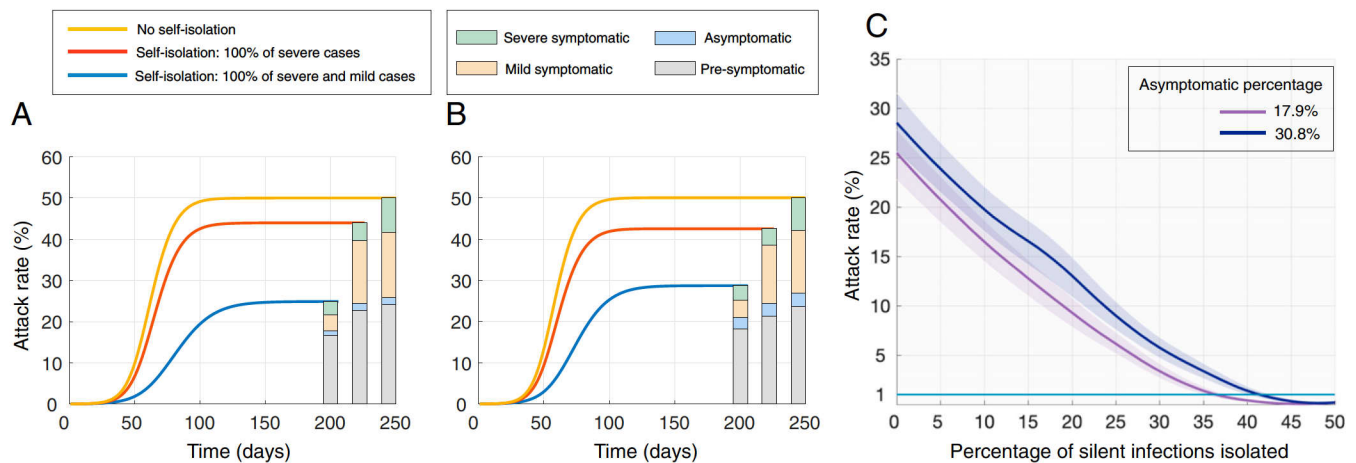 No self-isolation
Self-isolation: 100% of severe cases
Self-isolation: 100% of severe and mild cases
Severe symptomatic
Asymptomatic
Mild symptomatic
Pre-symptomatic
A
60
50
40
30
20
10
0
Attack rate (%)
0 50 100 150 200 250
Time (days)
B
60
50
40
30
20
10
0
0 50 100 150 200 250
Time (days)
C
35
30
25
20
15
10
5
1
Attack rate (%)
Asymptomatic percentage
17.9%
30.8%
0 5 10 15 20 25 30 35 40 45 50
Percentage of silent infections isolated